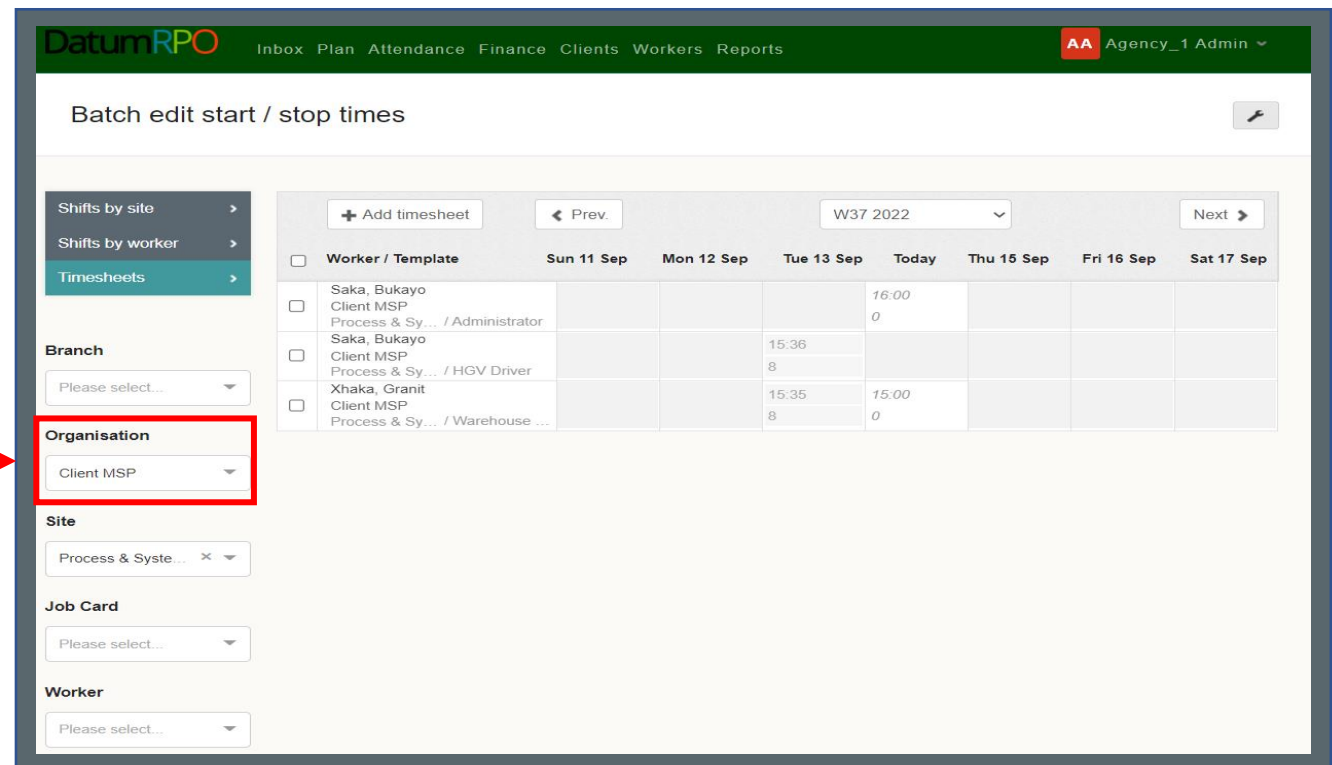 DatumRPO Inbox Plan Attendance Finance Clients Workers Reports AA Agency_1 Admin
Batch edit start / stop times
Shifts by site
Shifts by worker
Timesheets
Branch
Please select...
Organisation
Client MSP
Site
Process & Syste...
Job Card
Please select...
Worker
Please select...
Add timesheet Prev. W37 2022 Next
Worker / Template Sun 11 Sep Mon 12 Sep Tue 13 Sep Today Thu 15 Sep Fri 16 Sep Sat 17 Sep
Saka, Bukayo
Client MSP
Process & Sy... / Administrator
16:00
0
Saka, Bukayo
Client MSP
Process & Sy... / HGV Driver
15:36
8
Xhaka, Granit
Client MSP
Process & Sy... / Warehouse ...
15:35 15:00
8 0